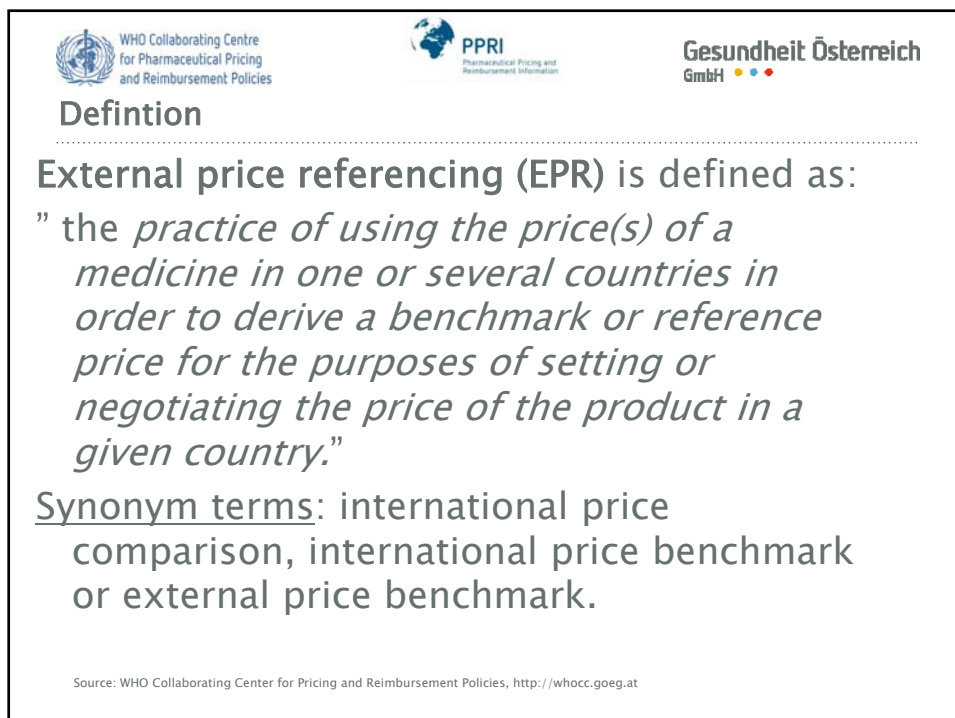 WHO Collaborating Centre
for Pharmaceutical Pricing
and Reimbursement Policies
PPRI
Pharmaceutical Pricing and
Reimbursement Information
Gesundheit Österreich
GmbH
Defintion
External price referencing (EPR) is defined as:
” the practice of using the price(s) of a
medicine in one or several countries in
order to derive a benchmark or reference
price for the purposes of setting or
negotiating the price of the product in a
given country.”
Synonym terms: international price
comparison, international price benchmark
or external price benchmark.
Source: WHO Collaborating Center for Pricing and Reimbursement Policies, http://whocc.goeg.at